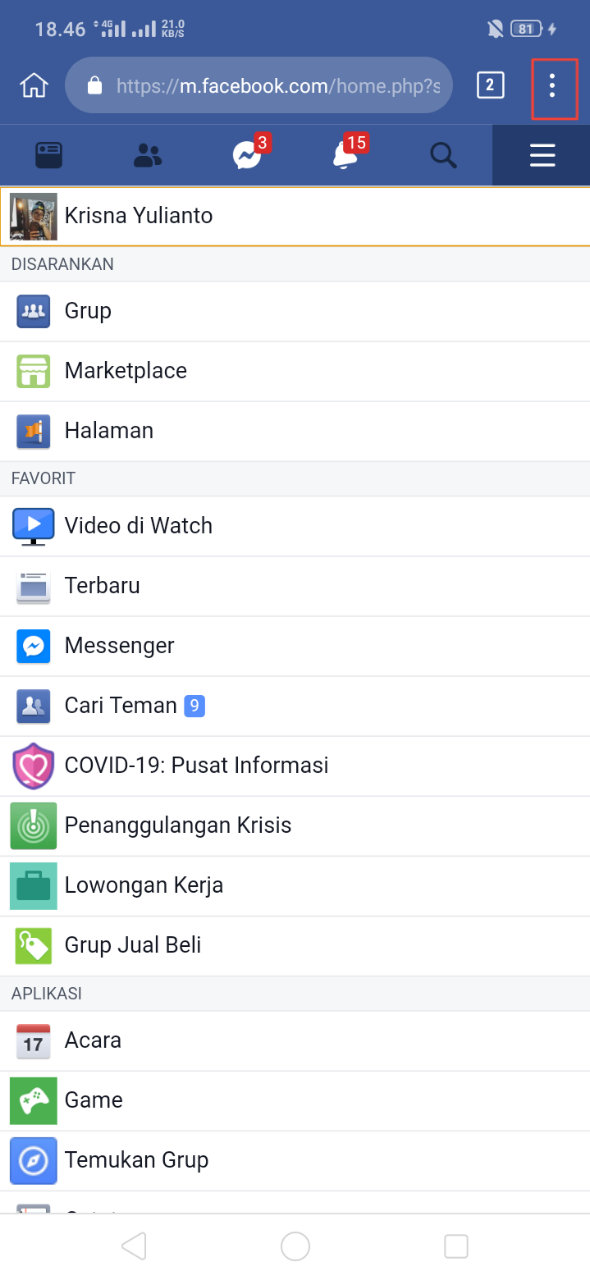 18.46 4G 21.0 KB/S 81
https://m.facebook.com/home.php?s 2
3 15
Krisna Yulianto
DISARANKAN
Grup
Marketplace
Halaman
FAVORIT
Video di Watch
Terbaru
Messenger
Cari Teman 9
COVID-19: Pusat Informasi
Penanggulangan Krisis
Lowongan Kerja
Grup Jual Beli
APLIKASI
17 Acara
Game
Temukan Grup